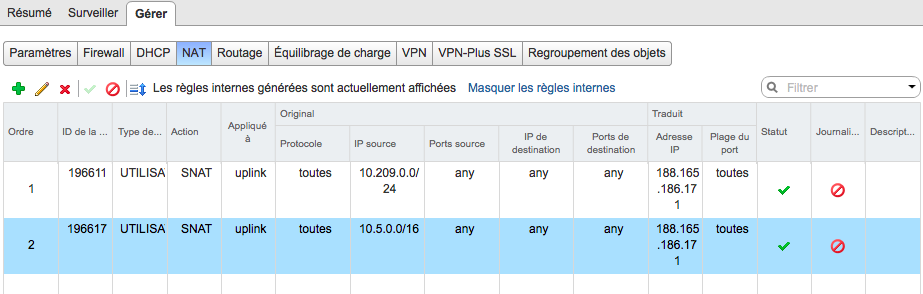 Résumé Surveiller Gérer
Paramètres Firewall DHCP NAT Routage Équilibrage de charge VPN VPN-Plus SSL Regroupement des objets
Les règles internes générées sont actuellement affichées Masquer les règles internes Filtrer
Ordre ID de la ... Type de... Action Appliqué à Original Traduit Statut Journali... Descript...
Protocole IP source Ports source IP de destination Ports de destination Adresse IP Plage du port
1 196611 UTILISA SNAT uplink toutes 10.209.0.0/24 any any any 188.165.186.171 toutes
2 196617 UTILISA SNAT uplink toutes 10.5.0.0/16 any any any 188.165.186.171 toutes